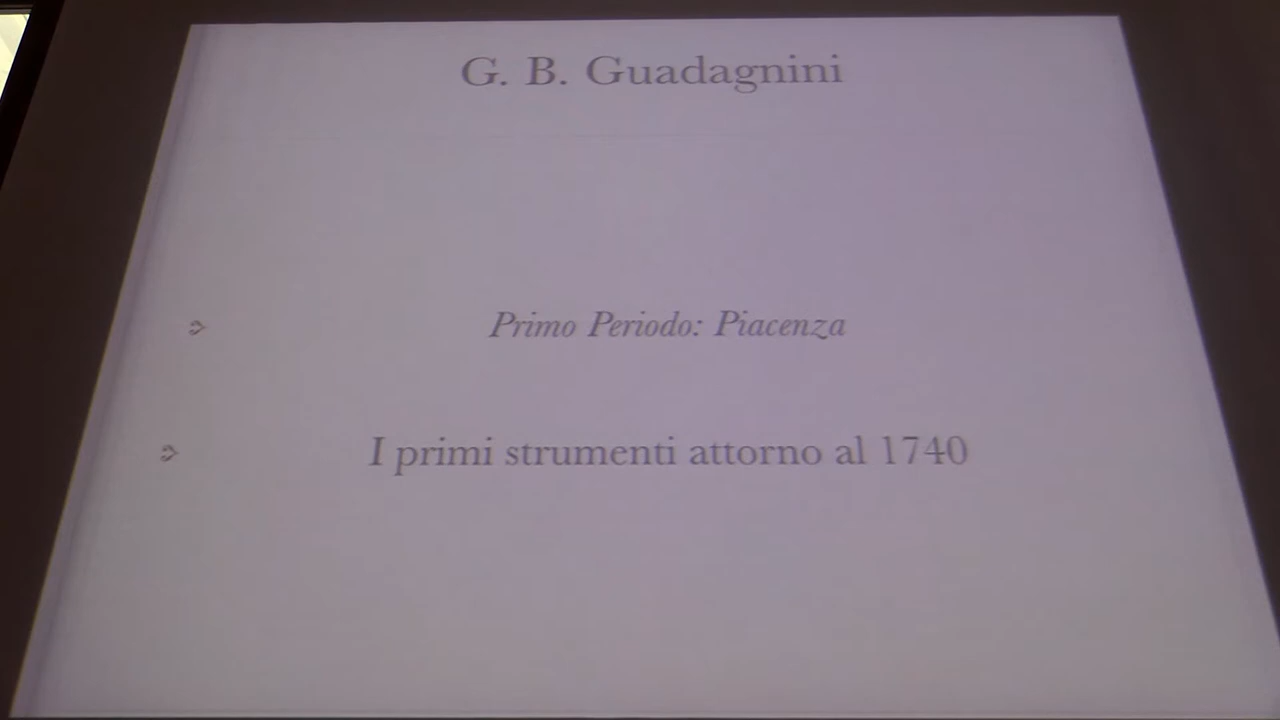 G. B. Guadagnini
Primo Periodo: Piacenza
I primi strumenti attorno al 1740